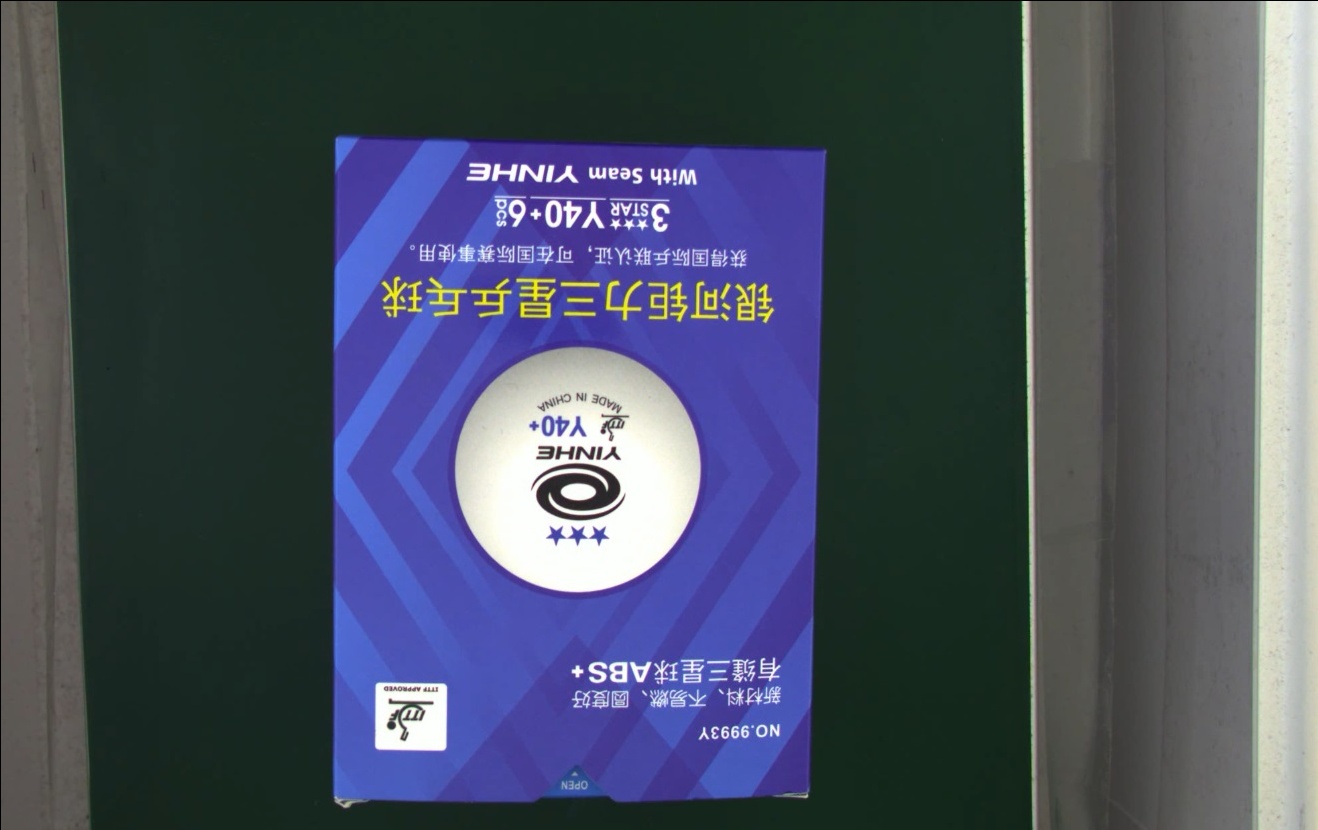 OPEN
NO.9993Y
新材料、不易燃、圆度好
有缝三星球ABS+
ITTF
ITTF APPROVED
★★★
YINHE
ITTF Y40+
MADE IN CHINA
银河钜力三星乒乓球
获得国际乒联认证，可在国际赛事使用。
3★★★STAR Y40+ 6pcs
With Seam YINHE